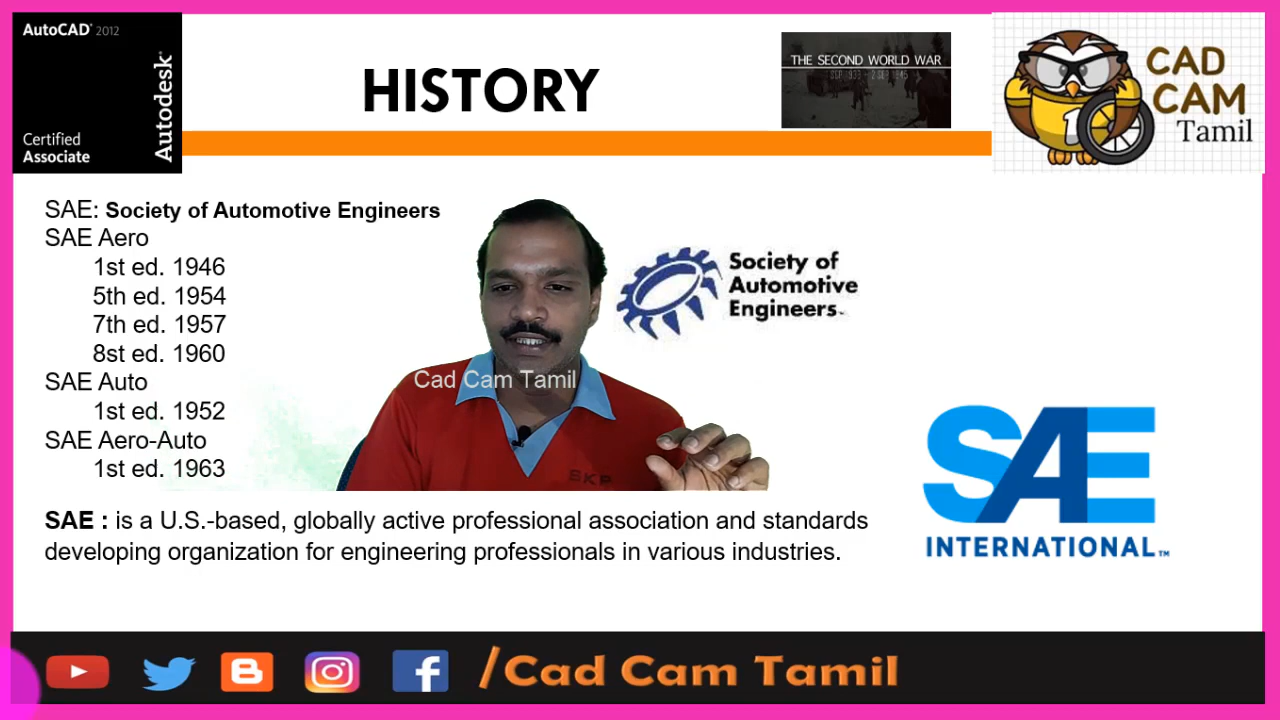 AutoCAD® 2012
Autodesk®
Certified
Associate
HISTORY
THE SECOND WORLD WAR
CAD
CAM
Tamil
1
SAE: Society of Automotive Engineers
SAE Aero
1st ed. 1946
5th ed. 1954
7th ed. 1957
8st ed. 1960
SAE Auto
1st ed. 1952
SAE Aero-Auto
1st ed. 1963
Society of
Automotive
Engineers
Cad Cam Tamil
SAE : is a U.S.-based, globally active professional association and standards
developing organization for engineering professionals in various industries.
SAE
INTERNATIONAL™
/Cad Cam Tamil